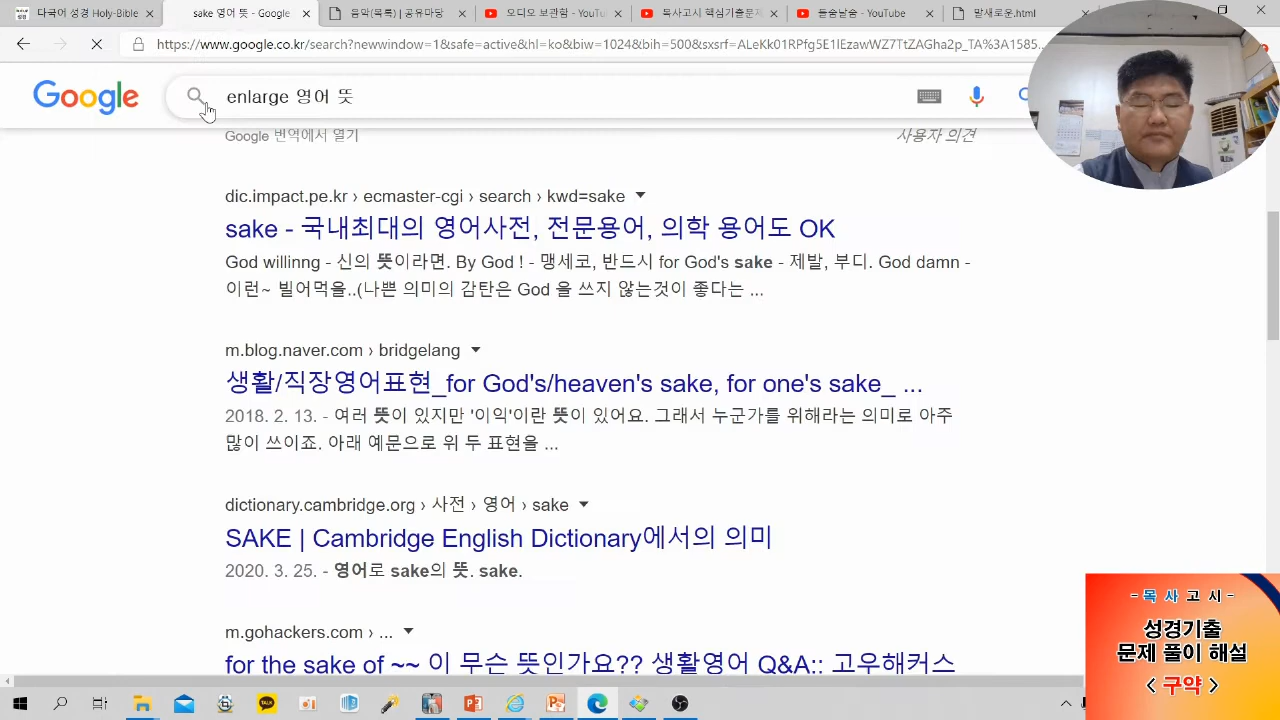 다국어 성경 Holy-Bible
sake 영어 뜻 - Google
음악(목록) | 공유마당
오디오 보관함 - YouTu
목사고시 핵심기출문제
들숨날숨 - YouTube
말새로운.html
https://www.google.co.kr/search?newwindow=1&safe=active&hl=ko&biw=1024&bih=500&sxsrf=ALeKk01RPfg5E1IEzawWZ7TtZAGha2p_TA%3A1585...
Google
enlarge 영어 뜻
Google 번역에서 열기
사용자 의견
dic.impact.pe.kr › ecmaster-cgi › search › kwd=sake
sake - 국내최대의 영어사전, 전문용어, 의학 용어도 OK
God willinng - 신의 뜻이라면. By God ! - 맹세코, 반드시 for God's sake - 제발, 부디. God damn -
이런~ 빌어먹을..(나쁜 의미의 감탄은 God 을 쓰지 않는것이 좋다는 ...
m.blog.naver.com › bridgelang
생활/직장영어표현_for God's/heaven's sake, for one's sake_ ...
2018. 2. 13. - 여러 뜻이 있지만 '이익'이란 뜻이 있어요. 그래서 누군가를 위해라는 의미로 아주
많이 쓰이죠. 아래 예문으로 위 두 표현을 ...
dictionary.cambridge.org › 사전 › 영어 › sake
SAKE | Cambridge English Dictionary에서의 의미
2020. 3. 25. - 영어로 sake의 뜻. sake.
m.gohackers.com › ...
for the sake of ~~ 이 무슨 뜻인가요?? 생활영어 Q&A:: 고우해커스
- 목 사 고 시 -
성경기출
문제 풀이 해설
< 구약 >